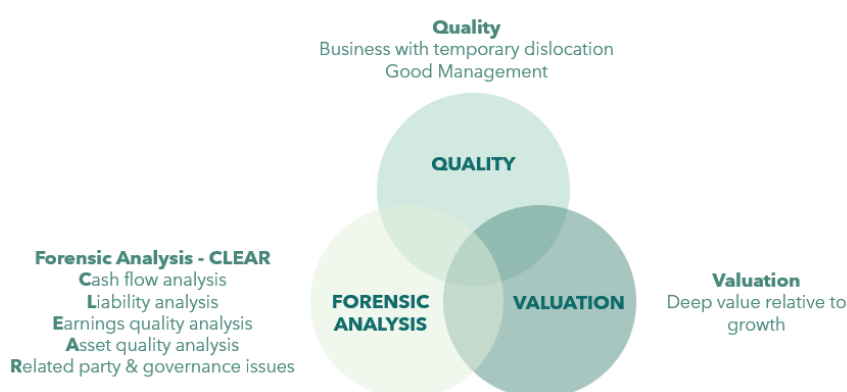 Quality
Business with temporary dislocation
Good Management
QUALITY
Forensic Analysis - CLEAR
Cash flow analysis
Liability analysis
Earnings quality analysis
Asset quality analysis
Related party & governance issues
FORENSIC
ANALYSIS
VALUATION
Valuation
Deep value relative to
growth